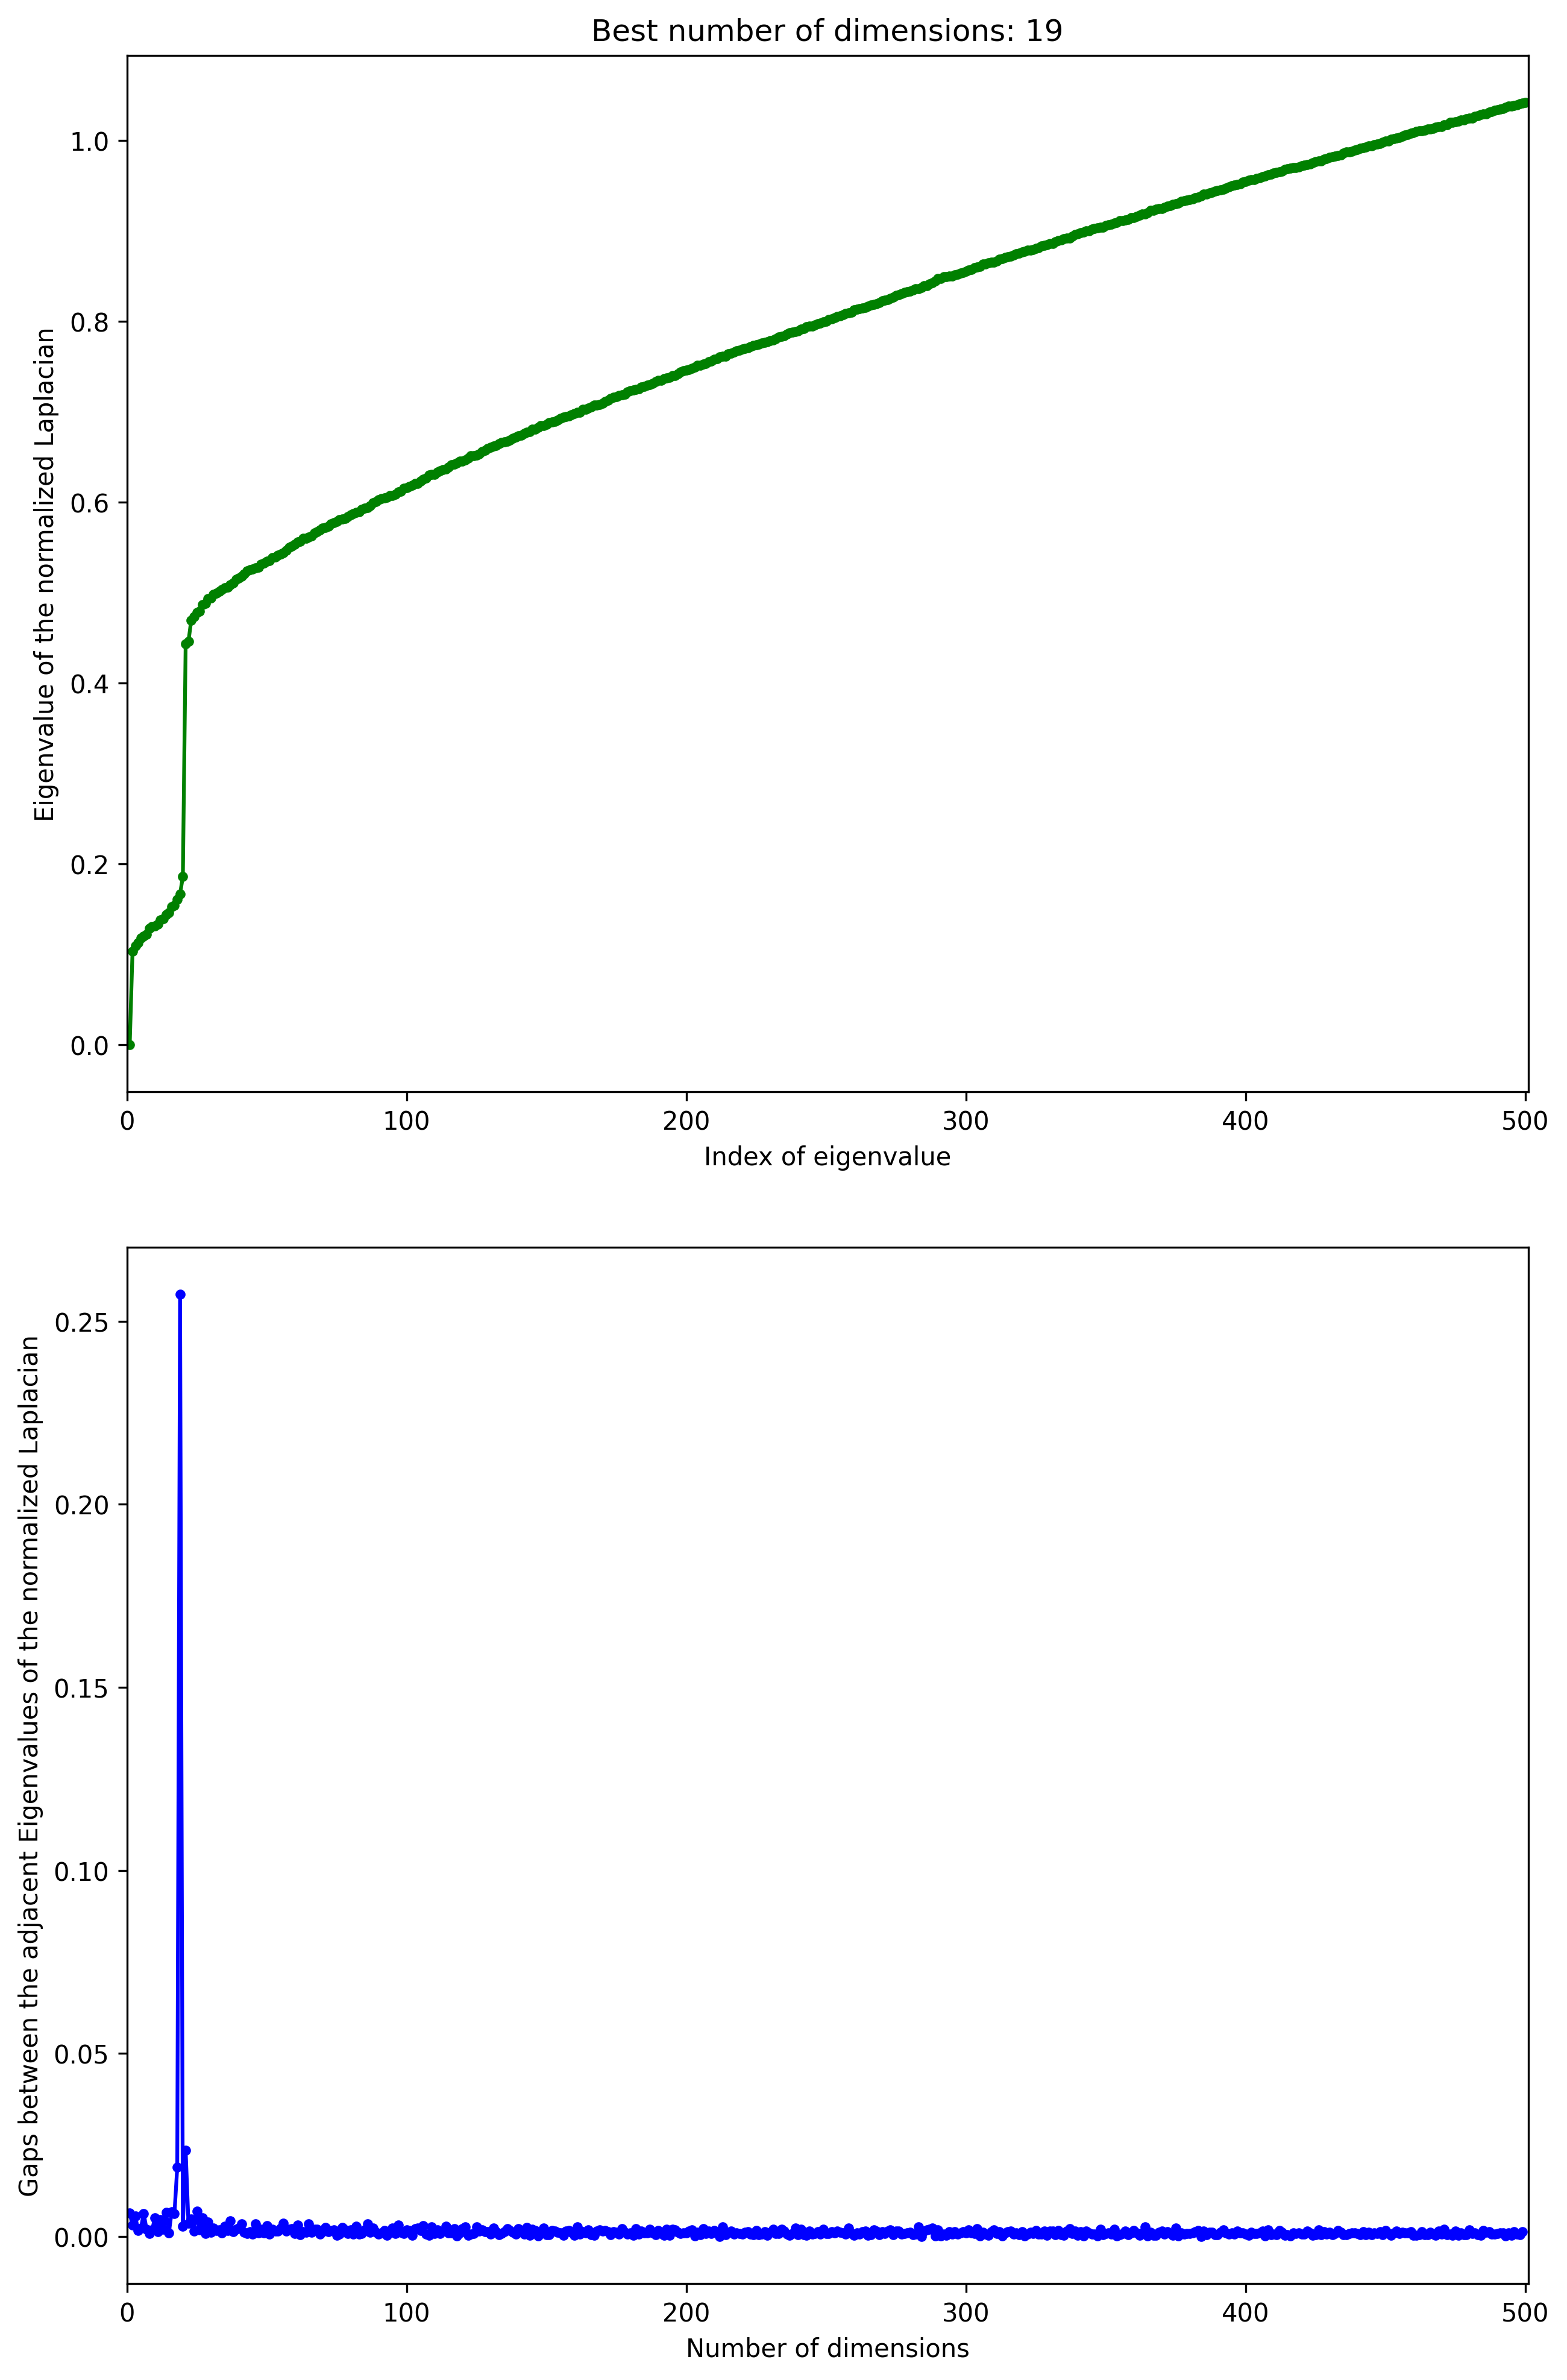 Best number of dimensions: 19
Eigenvalue of the normalized Laplacian
1.0
0.8
0.6
0.4
0.2
0.0
0 100 200 300 400 500
Index of eigenvalue
Gaps between the adjacent Eigenvalues of the normalized Laplacian
0.25
0.20
0.15
0.10
0.05
0.00
0 100 200 300 400 500
Number of dimensions